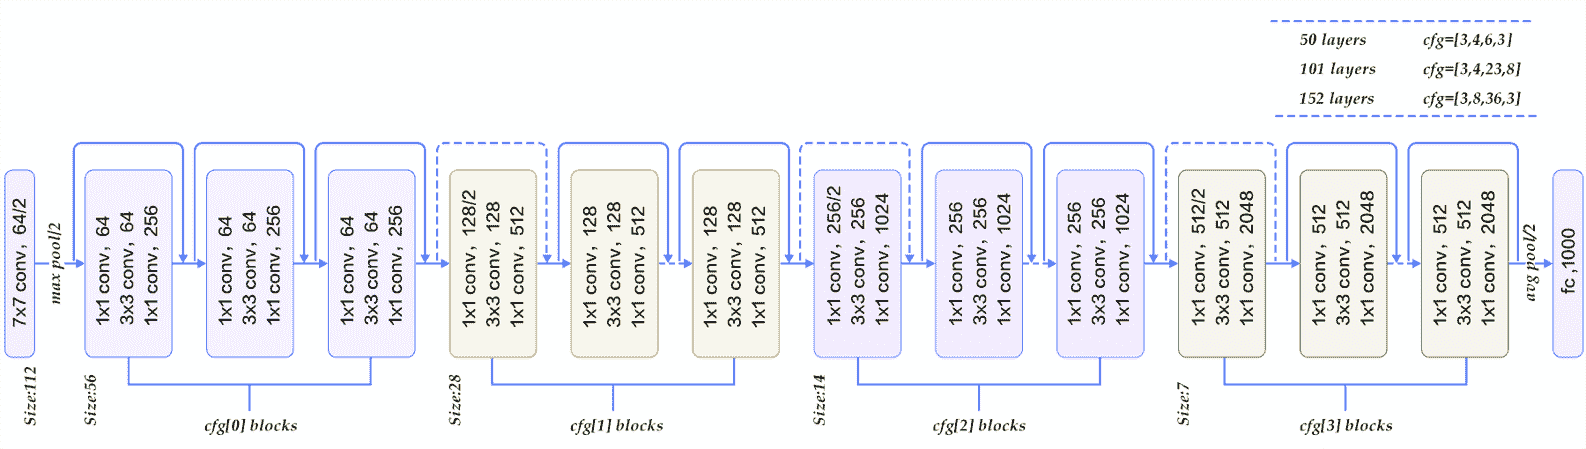 50 layers cfg=[3,4,6,3]
101 layers cfg=[3,4,23,8]
152 layers cfg=[3,8,36,3]
7x7 conv, 64/2
max pool/2
1x1 conv, 64
3x3 conv, 64
1x1 conv, 256
1x1 conv, 64
3x3 conv, 64
1x1 conv, 256
1x1 conv, 64
3x3 conv, 64
1x1 conv, 256
1x1 conv, 128/2
3x3 conv, 128
1x1 conv, 512
1x1 conv, 128
3x3 conv, 128
1x1 conv, 512
1x1 conv, 128
3x3 conv, 128
1x1 conv, 512
1x1 conv, 256/2
3x3 conv, 256
1x1 conv, 1024
1x1 conv, 256
3x3 conv, 256
1x1 conv, 1024
1x1 conv, 256
3x3 conv, 256
1x1 conv, 1024
1x1 conv, 512/2
3x3 conv, 512
1x1 conv, 2048
1x1 conv, 512
3x3 conv, 512
1x1 conv, 2048
1x1 conv, 512
3x3 conv, 512
1x1 conv, 2048
avg pool/2
fc ,1000
Size:112
Size:56
Size:28
Size:14
Size:7
cfg[0] blocks
cfg[1] blocks
cfg[2] blocks
cfg[3] blocks